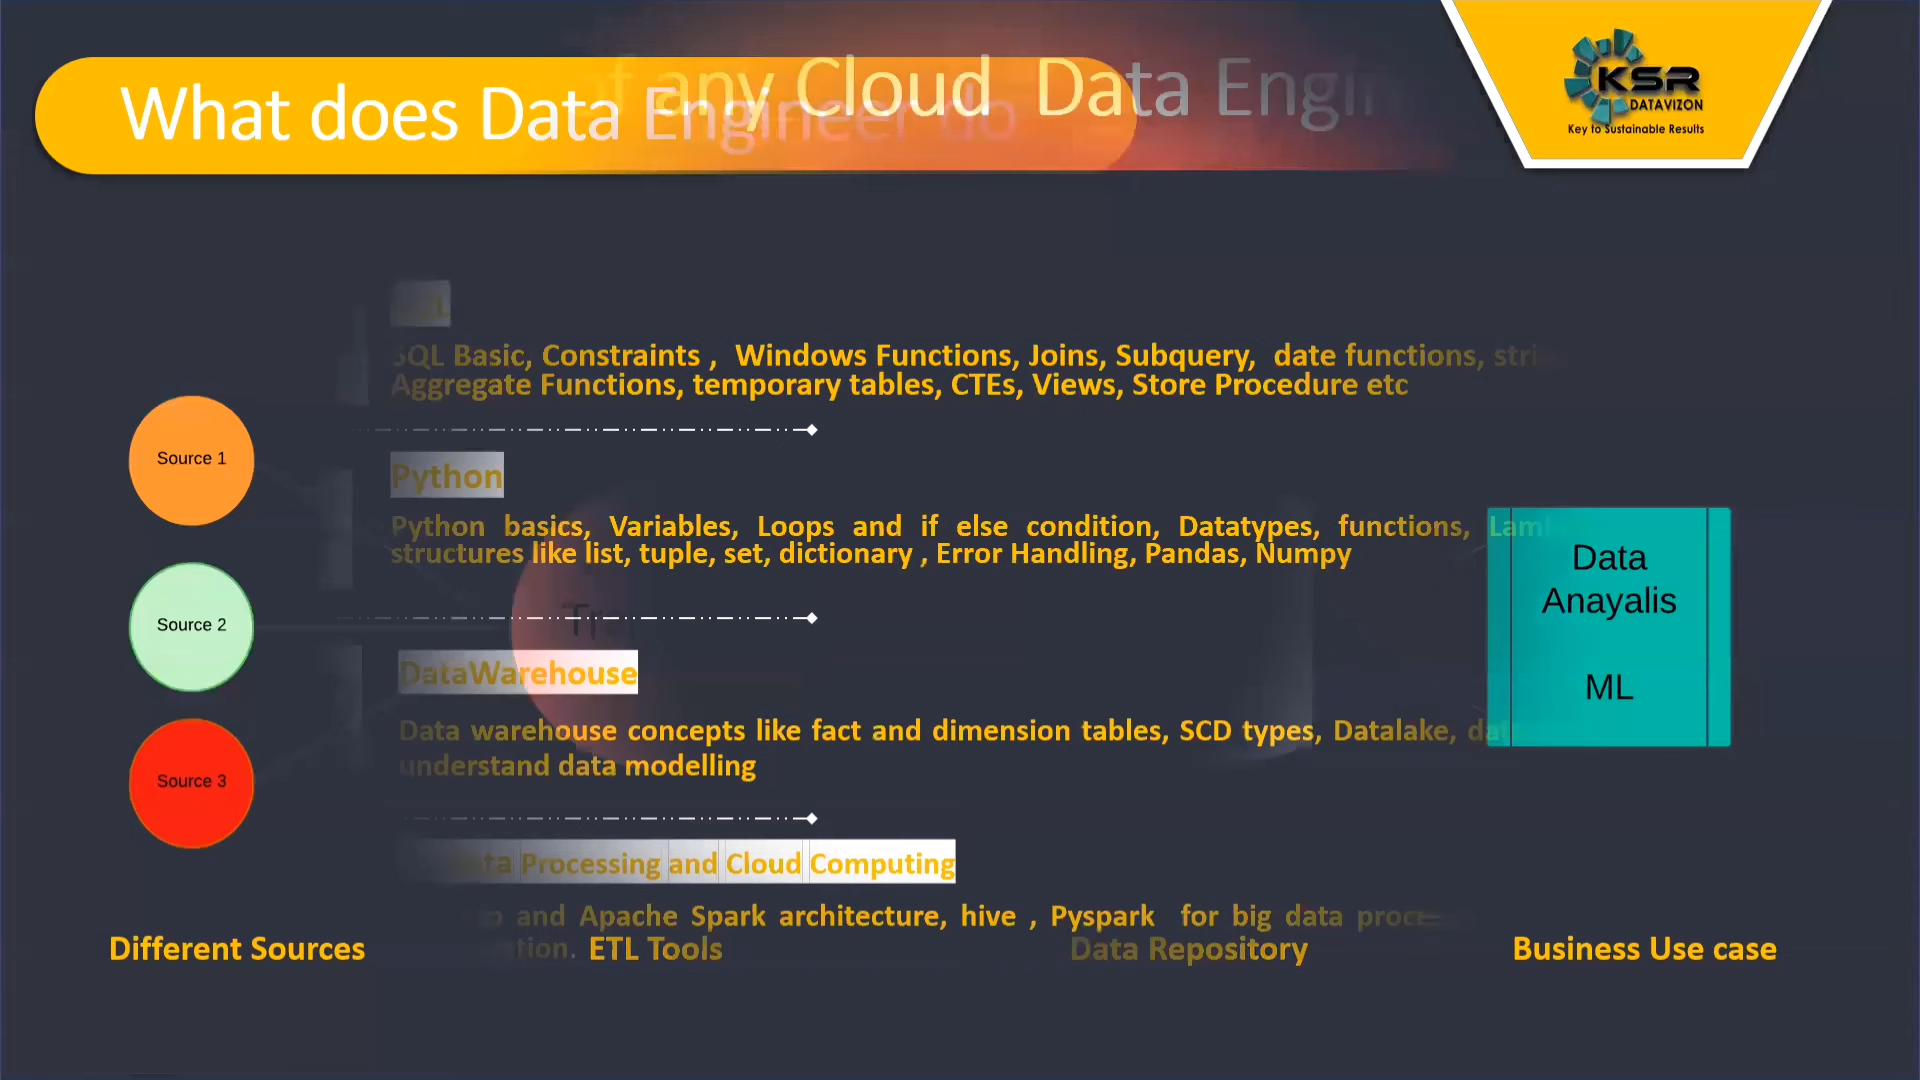 What does Data Engineer do
of any Cloud Data Engin
KSR
DATAVIZON
Key to Sustainable Results
SQL Basic, Constraints , Windows Functions, Joins, Subquery, date functions, stri
Aggregate Functions, temporary tables, CTEs, Views, Store Procedure etc
Source 1
Python
Python basics, Variables, Loops and if else condition, Datatypes, functions, Lam
structures like list, tuple, set, dictionary , Error Handling, Pandas, Numpy
Data
Anayalis
ML
Source 2
DataWarehouse
Data warehouse concepts like fact and dimension tables, SCD types, Datalake,
understand data modelling
Source 3
Processing and Cloud Computing
and Apache Spark architecture, hive , Pyspark for big data
Different Sources
ETL Tools
Data Repository
Business Use case